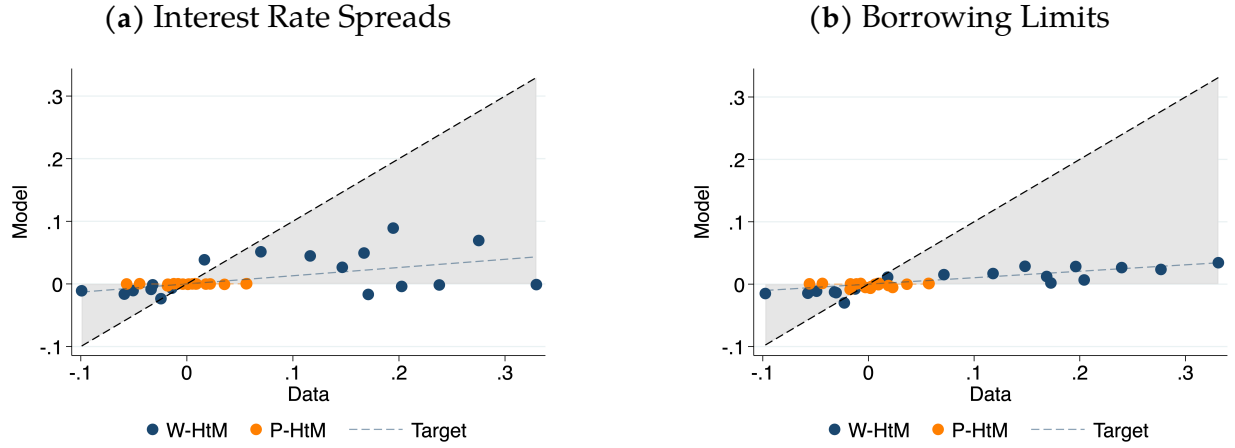 (a) Interest Rate Spreads
.3
.2
.1
0
-.1
Model
-.1 0 .1 .2 .3
Data
W-HtM P-HtM Target
(b) Borrowing Limits
.3
.2
.1
0
-.1
Model
-.1 0 .1 .2 .3
Data
W-HtM P-HtM Target